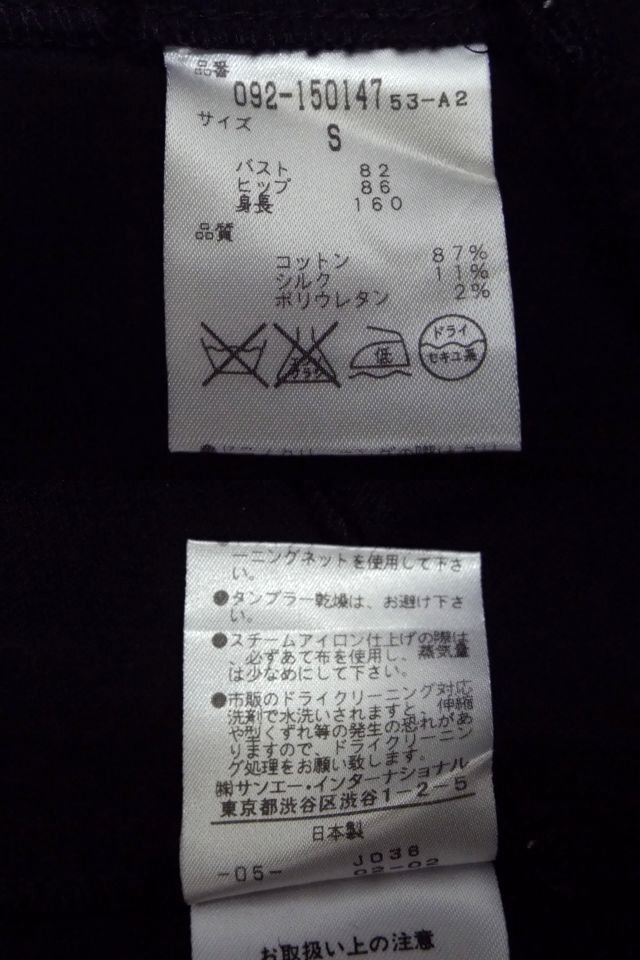 品番
092-150147 53-A2
サイズ
S
バスト 82
ヒップ 86
身長 160
品質
コットン 87%
シルク 11%
ポリウレタン 2%
低
ドライ
セキユ系
ーニングネットを使用して下さ
い。
●タンブラー乾燥は、お避け下さ
い。
●スチームアイロン仕上げの際は
、必ずあて布を使用し、蒸気量
は少なめにして下さい。
●市販のドライクリーニング対応
洗剤で水洗いされますと、伸縮
や型くずれ等の発生の恐れがあ
りますので、ドライクリーニン
グ処理をお願い致します。
㈱サンエー・インターナショナル
東京都渋谷区渋谷1-2-5
日本製
J036
-05- 02-02
お取扱い上の注意